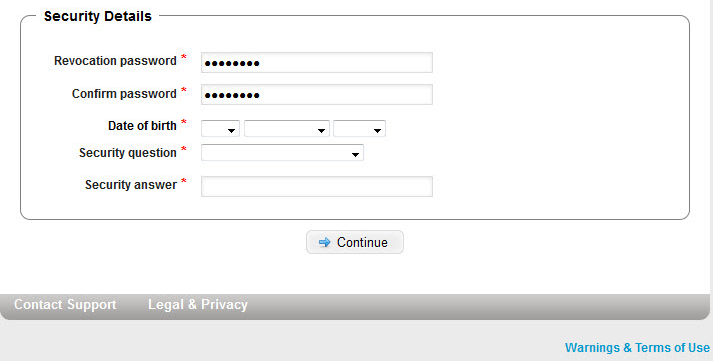 Security Details
Revocation password * ●●●●●●●●
Confirm password * ●●●●●●●●
Date of birth *
Security question *
Security answer *
Continue
Contact Support Legal & Privacy
Warnings & Terms of Use